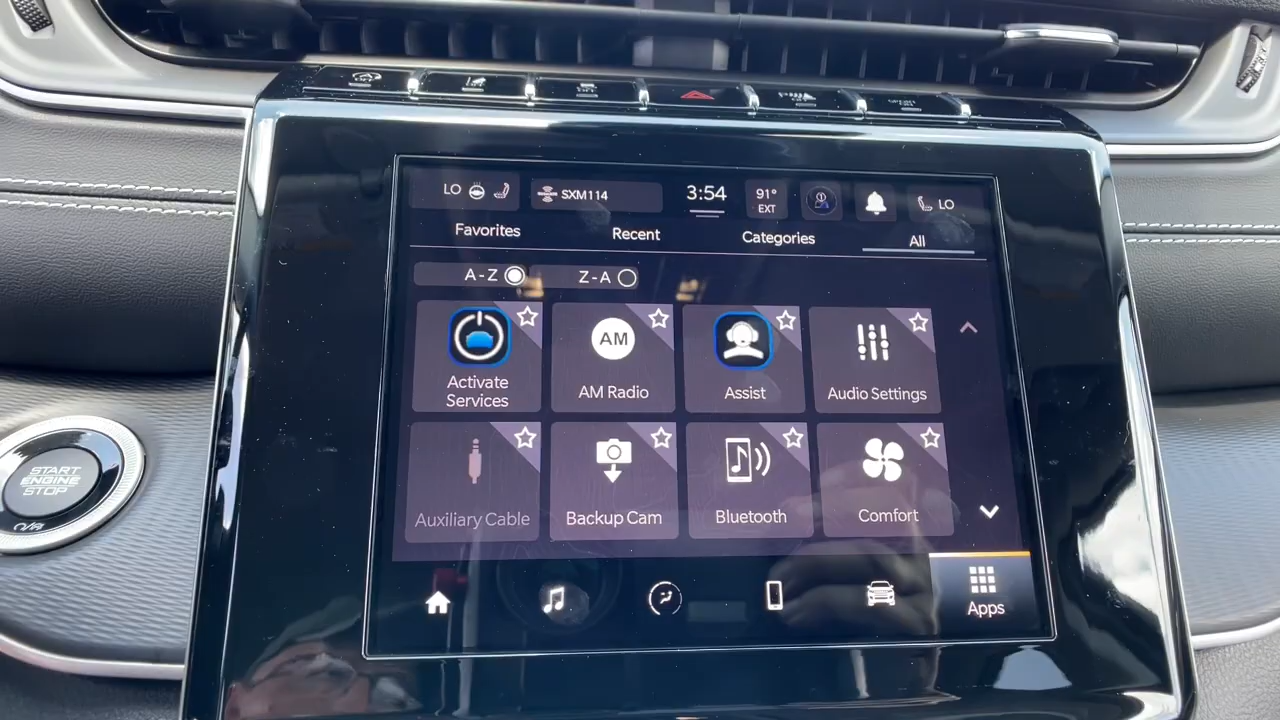 LO
SXM114
3:54
91°
EXT
LO
Favorites
Recent
Categories
All
A-Z
Z-A
Activate
Services
AM
AM Radio
Assist
Audio Settings
Auxiliary Cable
Backup Cam
Bluetooth
Comfort
START
ENGINE
STOP
Apps